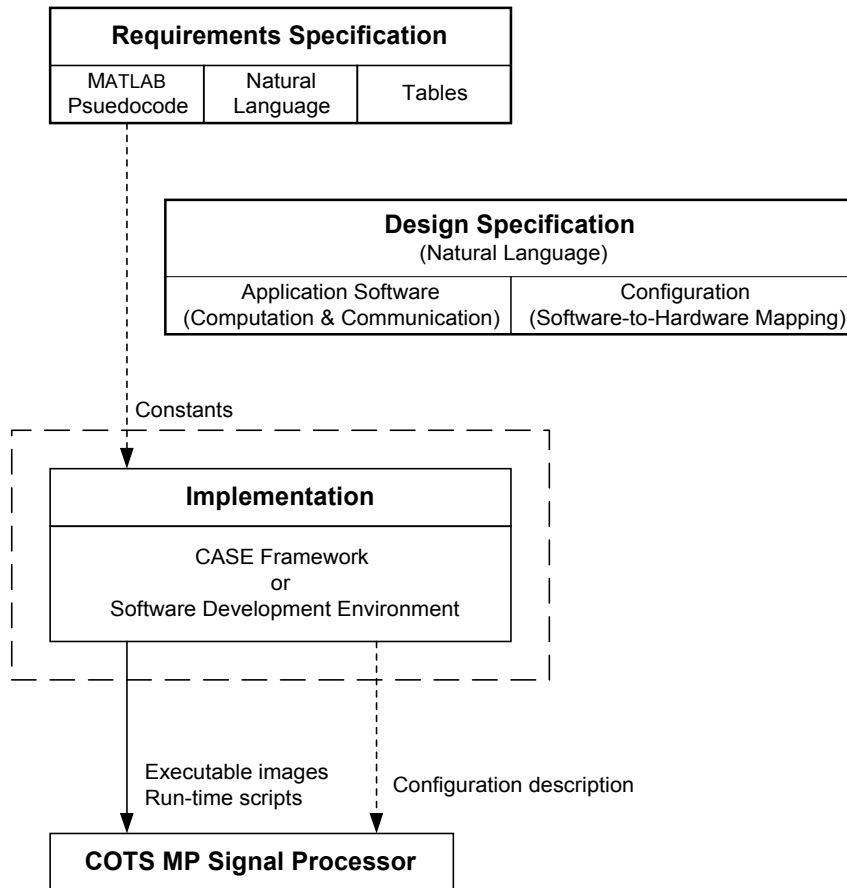 Requirements Specification
MATLAB
Psuedocode
Natural
Language
Tables
Design Specification
(Natural Language)
Application Software
(Computation & Communication)
Configuration
(Software-to-Hardware Mapping)
Constants
Implementation
CASE Framework
or
Software Development Environment
Executable images
Run-time scripts
Configuration description
COTS MP Signal Processor